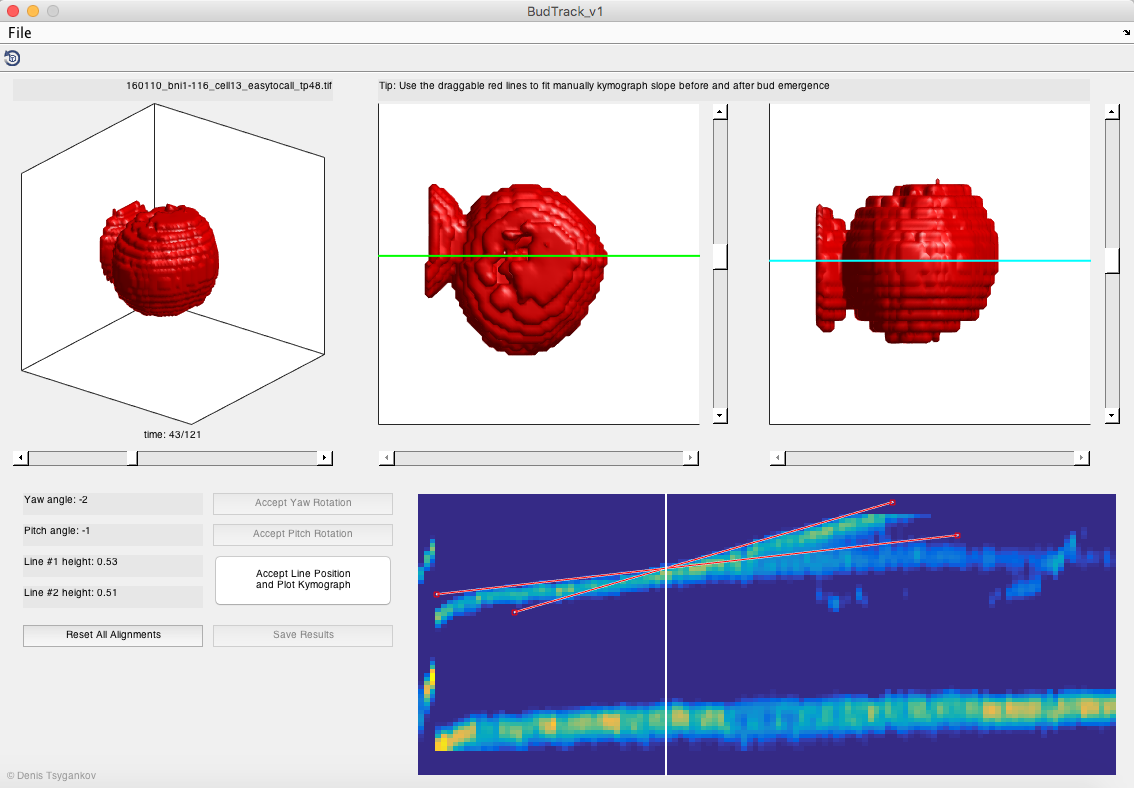 BudTrack_v1
File
160110_bni1-116_cell13_easytocall_tp48.tif
Tip: Use the draggable red lines to fit manually kymograph slope before and after bud emergence
time: 43/121
Yaw angle: -2
Accept Yaw Rotation
Pitch angle: -1
Accept Pitch Rotation
Line #1 height: 0.53
Accept Line Position
and Plot Kymograph
Line #2 height: 0.51
Reset All Alignments
Save Results
© Denis Tsygankov